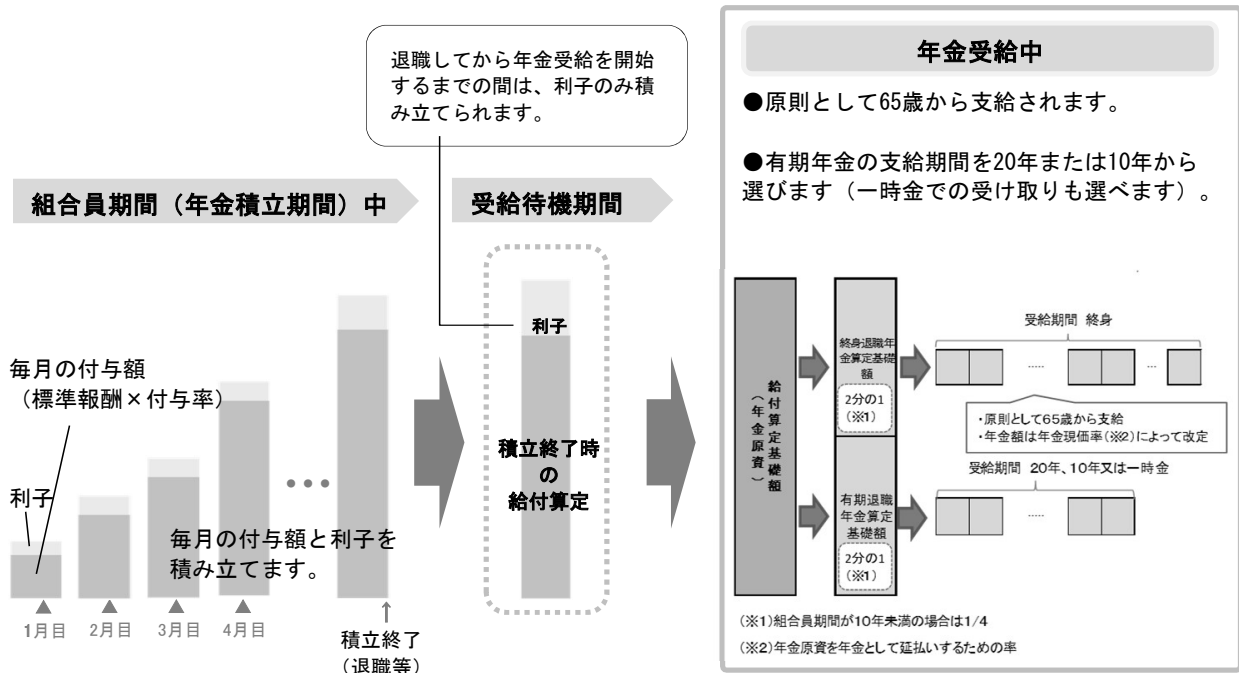 退職してから年金受給を開始
するまでの間は、利子のみ積
み立てられます。
組合員期間（年金積立期間）中
受給待機期間
毎月の付与額
（標準報酬×付与率）
利子
毎月の付与額と利子を
積み立てます。
1月目
2月目
3月目
4月目
積立終了
（退職等）
利子
積立終了時
の
給付算定
年金受給中
●原則として65歳から支給されます。
●有期年金の支給期間を20年または10年から
選びます（一時金での受け取りも選べます）。
給付算定基礎額
（年金原資）
終身退職年
金算定基礎
額
2分の1
(※1)
有期退職
年金算定
基礎額
2分の1
(※1)
受給期間 終身
・原則として65歳から支給
・年金額は年金現価率(※2)によって改定
受給期間 20年、10年又は一時金
(※1)組合員期間が10年未満の場合は1/4
(※2)年金原資を年金として延払いするための率